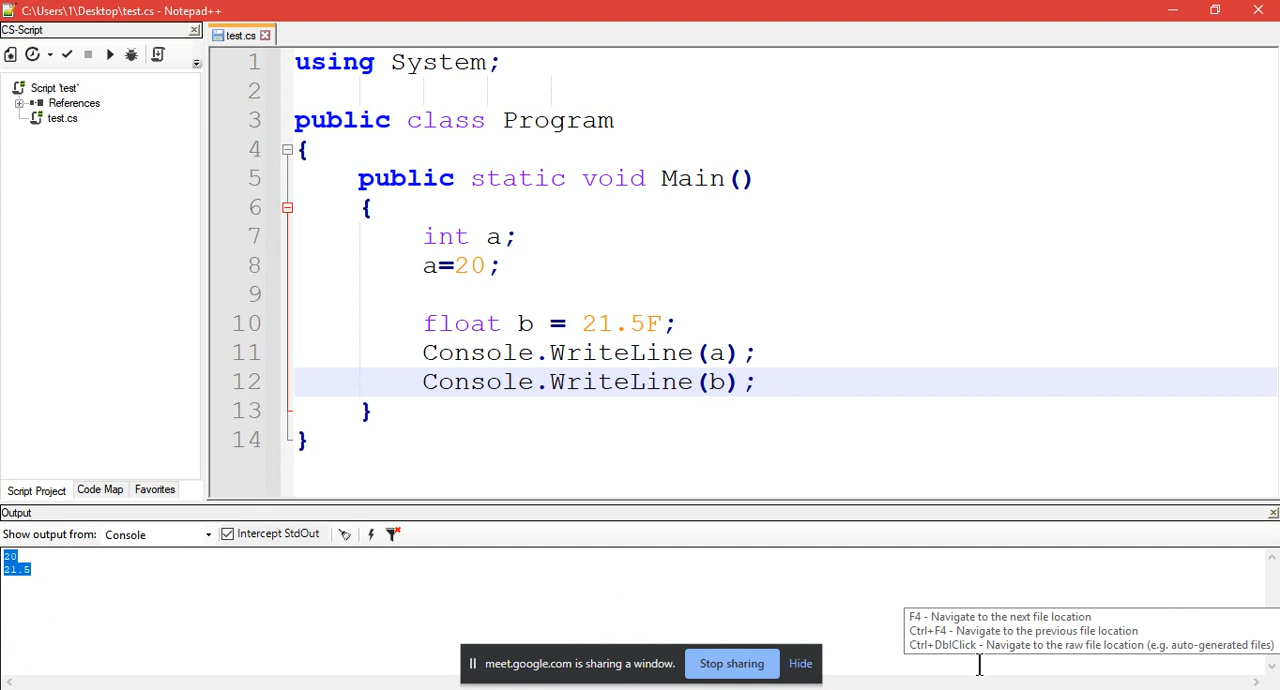 C:\Users\1\Desktop\test.cs - Notepad++
CS-Script
test.cs
Script 'test'
References
test.cs
1 using System;
2
3 public class Program
4 {
5 public static void Main()
6 {
7 int a;
8 a=20;
9
10 float b = 21.5F;
11 Console.WriteLine(a);
12 Console.WriteLine(b);
13 }
14 }
Script Project Code Map Favorites
Output
Show output from: Console Intercept StdOut
20
21.5
F4 - Navigate to the next file location
Ctrl+F4 - Navigate to the previous file location
Ctrl+DblClick - Navigate to the raw file location (e.g. auto-generated files)
meet.google.com is sharing a window. Stop sharing Hide